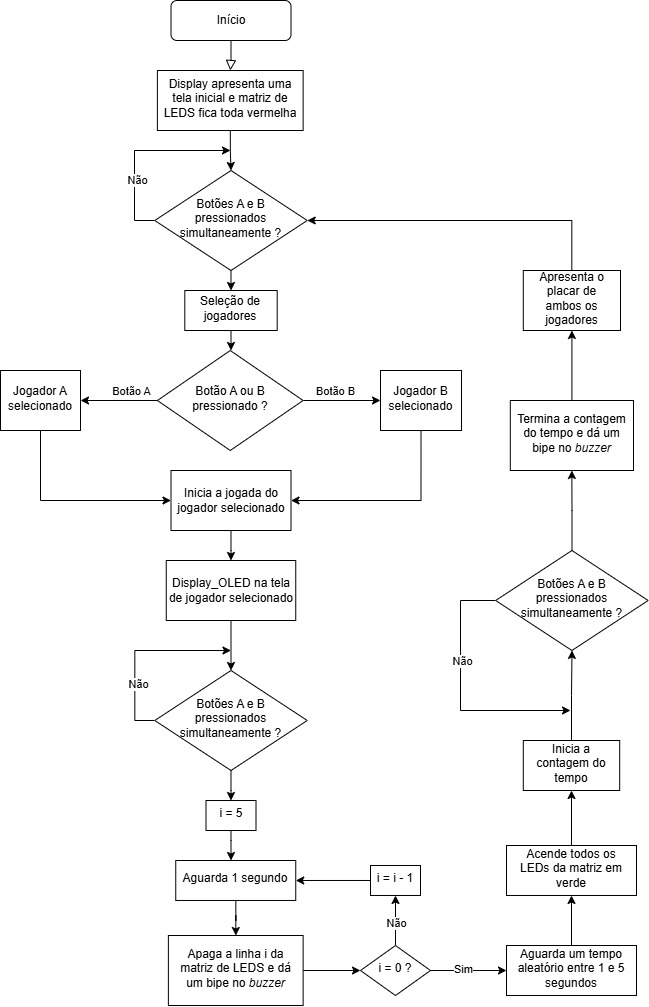 Início
Display apresenta uma
tela inicial e matriz de
LEDS fica toda vermelha
Não
Botões A e B
pressionados
simultaneamente ?
Seleção de
jogadores
Botão A ou B
pressionado ?
Botão A
Botão B
Jogador A
selecionado
Jogador B
selecionado
Inicia a jogada do
jogador selecionado
Display_OLED na tela
de jogador selecionado
Não
Botões A e B
pressionados
simultaneamente ?
i = 5
Aguarda 1 segundo
i = i - 1
Apaga a linha i da
matriz de LEDS e dá
um bipe no buzzer
Não
i = 0 ?
Sim
Aguarda um tempo
aleatório entre 1 e 5
segundos
Acende todos os
LEDs da matriz em
verde
Inicia a
contagem do
tempo
Não
Botões A e B
pressionados
simultaneamente ?
Termina a contagem
do tempo e dá um
bipe no buzzer
Apresenta o
placar de
ambos os
jogadores